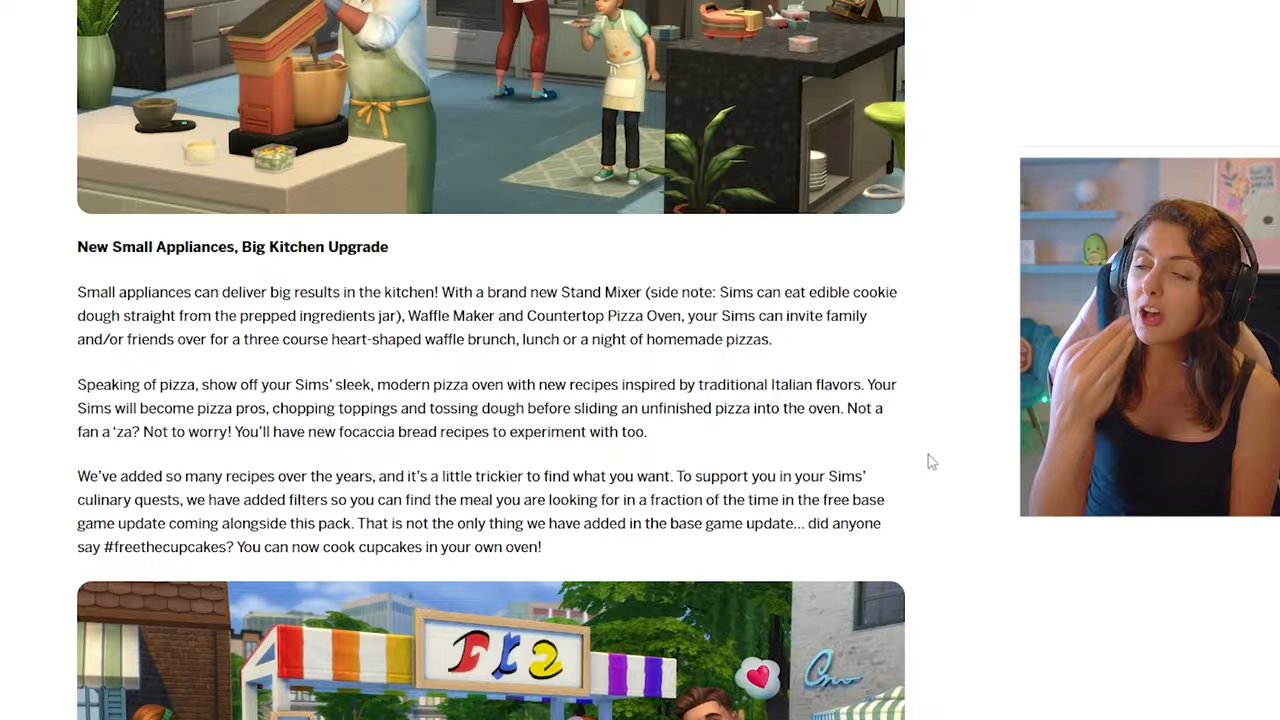 New Small Appliances, Big Kitchen Upgrade
Small appliances can deliver big results in the kitchen! With a brand new Stand Mixer (side note: Sims can eat edible cookie
dough straight from the prepped ingredients jar), Waffle Maker and Countertop Pizza Oven, your Sims can invite family
and/or friends over for a three course heart-shaped waffle brunch, lunch or a night of homemade pizzas.
Speaking of pizza, show off your Sims’ sleek, modern pizza oven with new recipes inspired by traditional Italian flavors. Your
Sims will become pizza pros, chopping toppings and tossing dough before sliding an unfinished pizza into the oven. Not a
fan a ‘za? Not to worry! You’ll have new focaccia bread recipes to experiment with too.
We’ve added so many recipes over the years, and it’s a little trickier to find what you want. To support you in your Sims’
culinary quests, we have added filters so you can find the meal you are looking for in a fraction of the time in the free base
game update coming alongside this pack. That is not the only thing we have added in the base game update… did anyone
say #freethecupcakes? You can now cook cupcakes in your own oven!